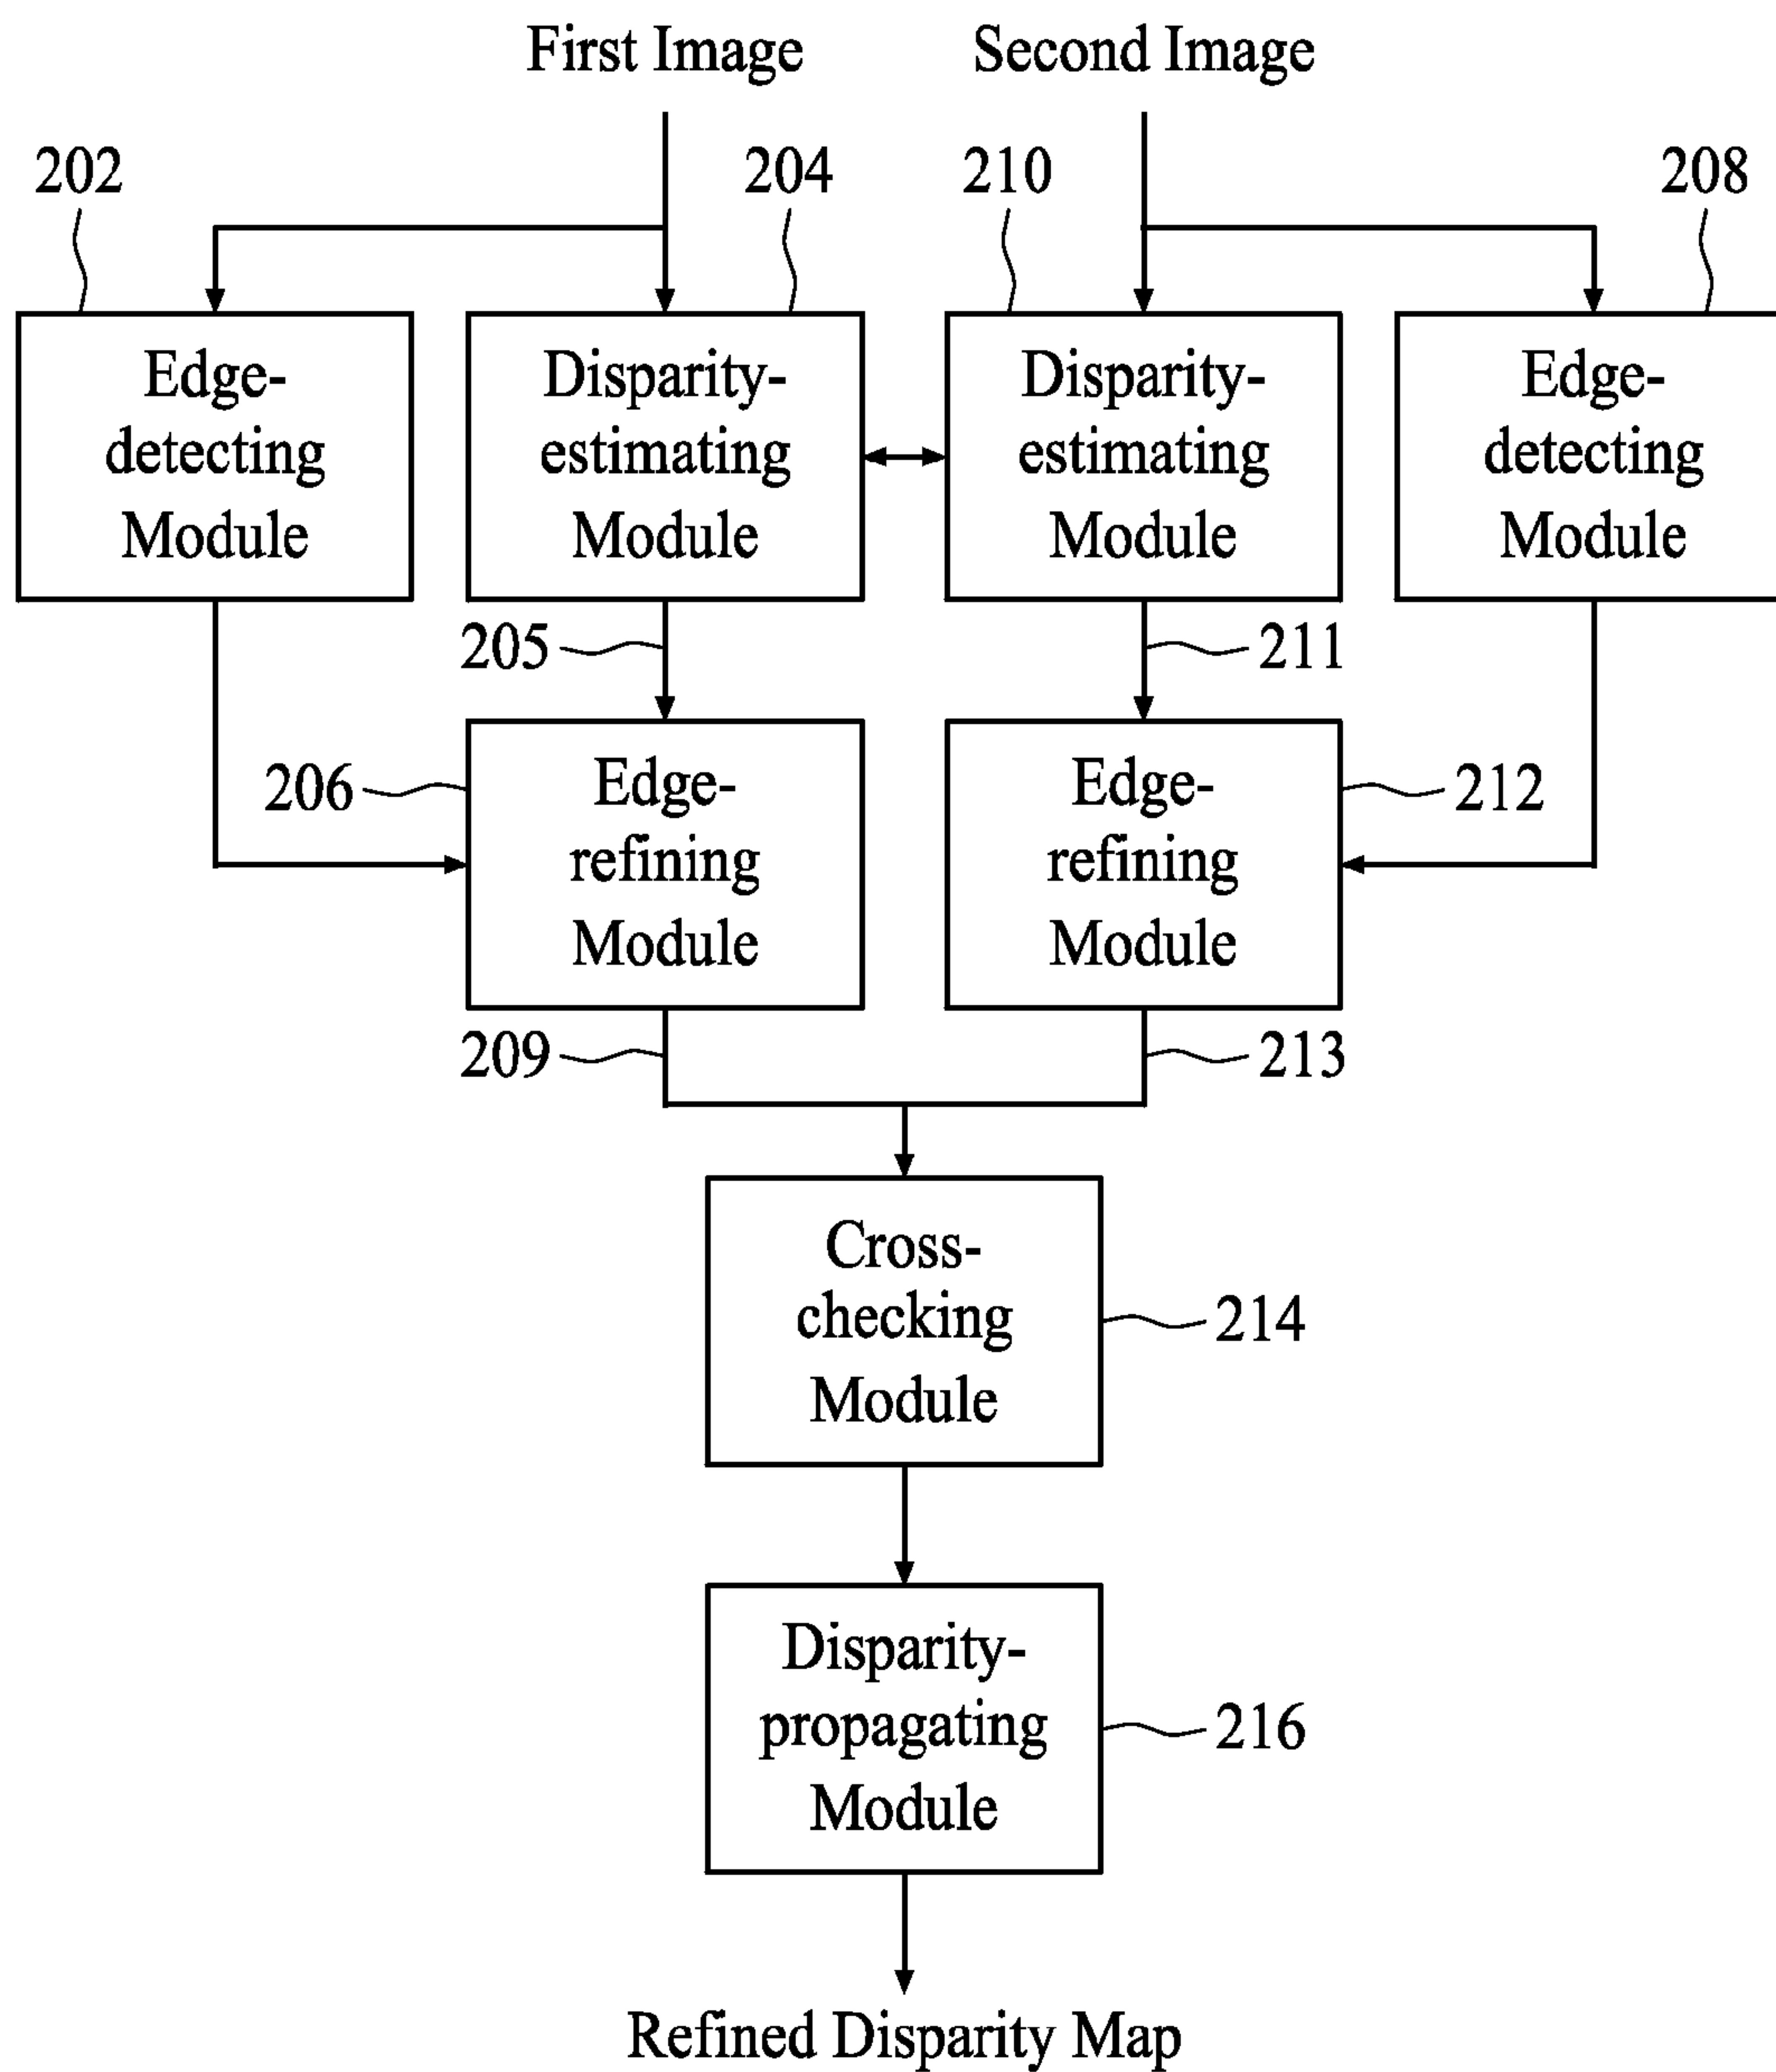 First Image
Second Image
202
204
210
208
Edge-
detecting
Module
Disparity-
estimating
Module
Disparity-
estimating
Module
Edge-
detecting
Module
205
211
206
Edge-
refining
Module
Edge-
refining
Module
212
209
213
Cross-
checking
Module
214
Disparity-
propagating
Module
216
Refined Disparity Map